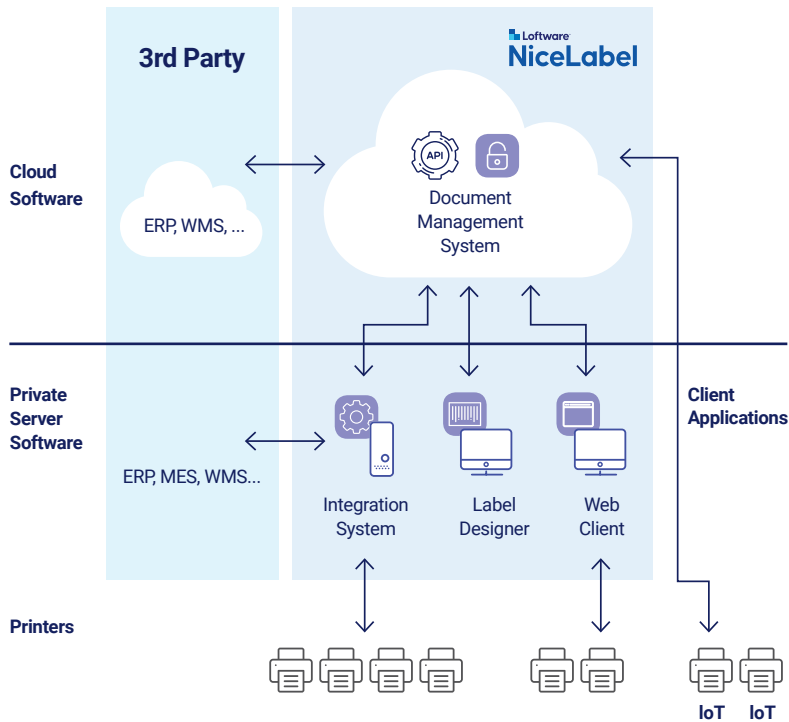 3rd Party
Loftware
NiceLabel
Cloud
Software
ERP, WMS, ...
API
Document
Management
System
Private
Server
Software
Client
Applications
ERP, MES, WMS...
Integration
System
Label
Designer
Web
Client
Printers
IoT
IoT